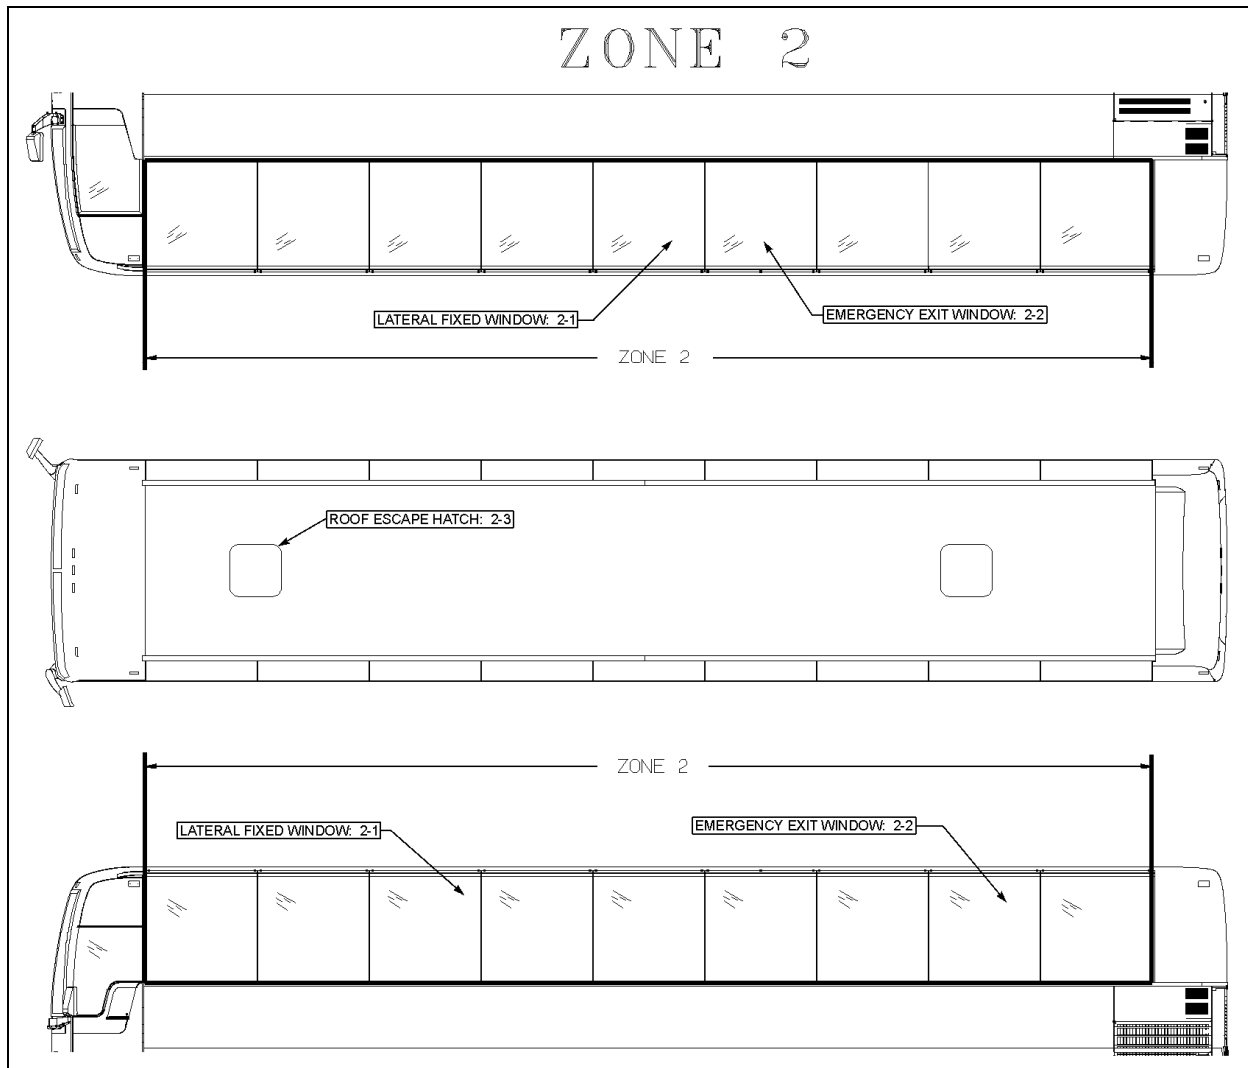 ZONE 2
LATERAL FIXED WINDOW: 2-1
EMERGENCY EXIT WINDOW: 2-2
ZONE 2
ROOF ESCAPE HATCH: 2-3
ZONE 2
LATERAL FIXED WINDOW: 2-1
EMERGENCY EXIT WINDOW: 2-2